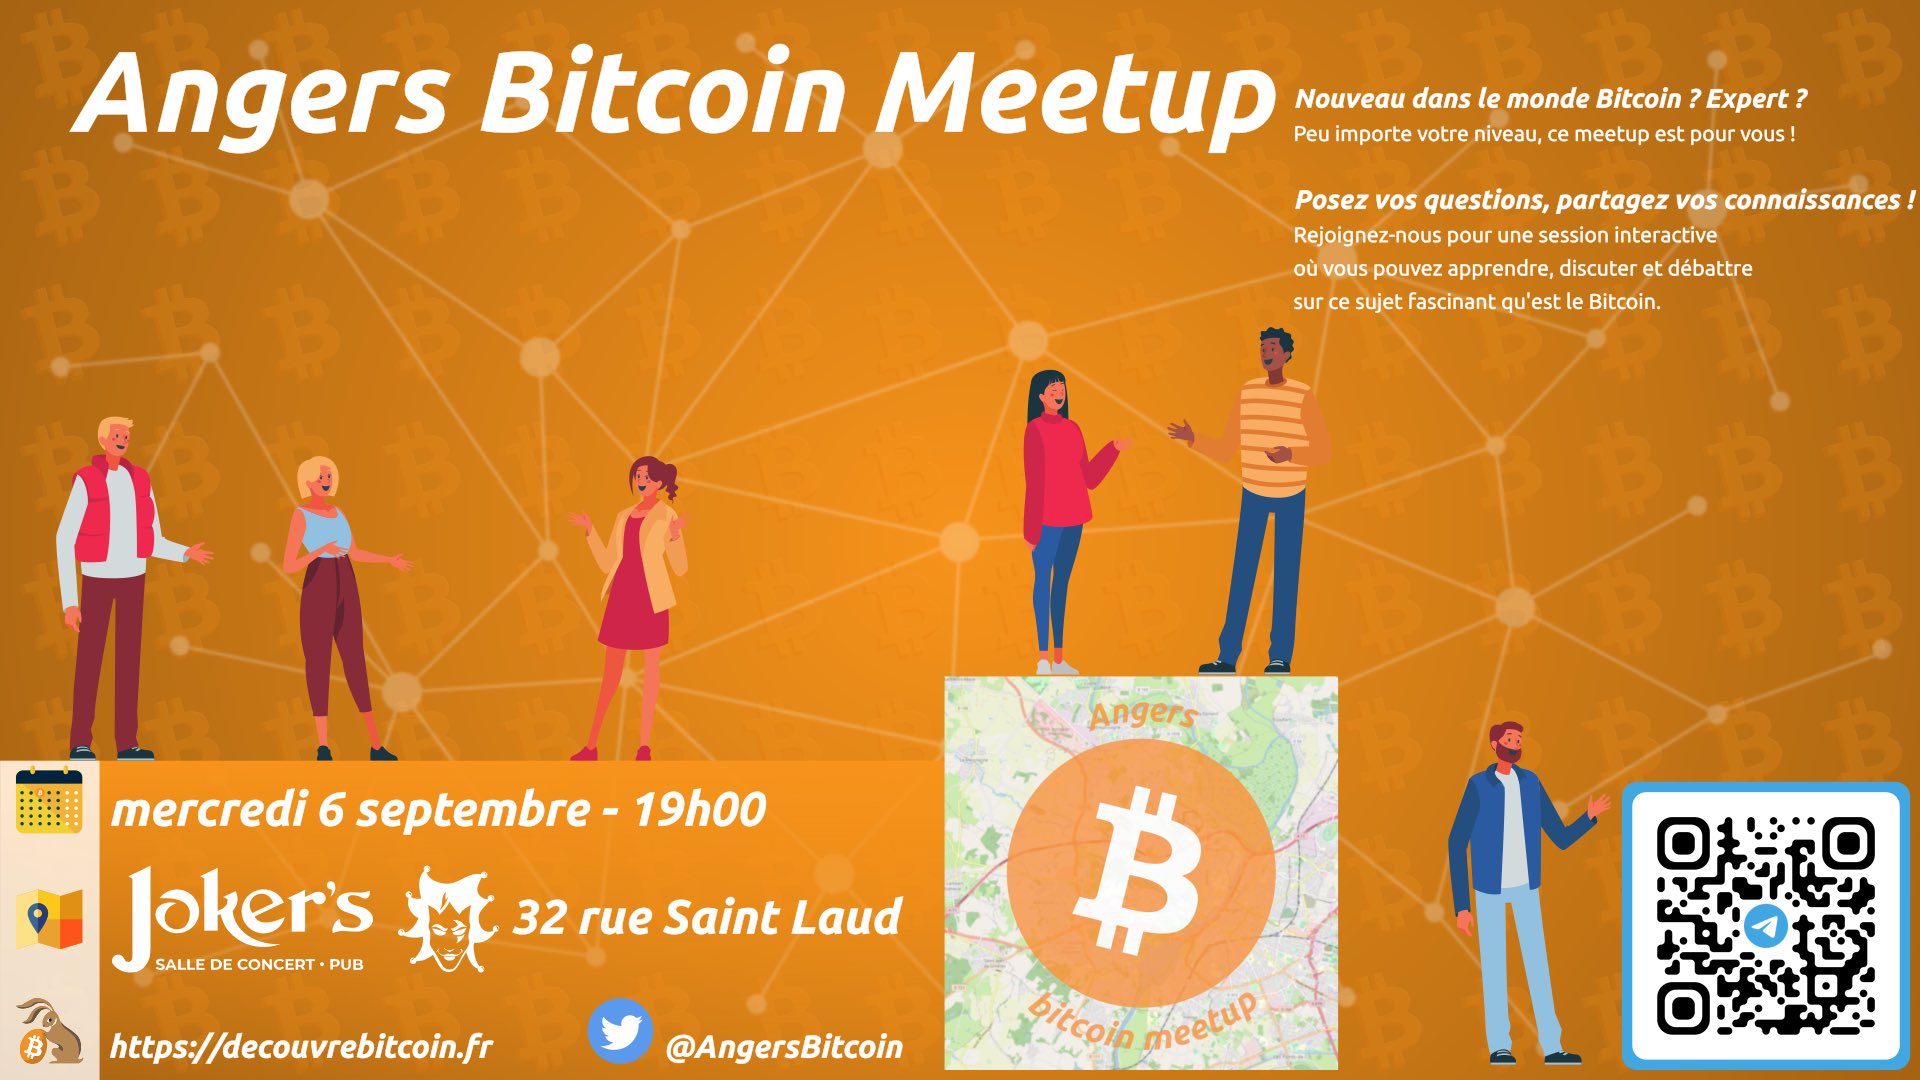 Angers Bitcoin Meetup
Nouveau dans le monde Bitcoin ? Expert ?
Peu importe votre niveau, ce meetup est pour vous !
Posez vos questions, partagez vos connaissances !
Rejoignez-nous pour une session interactive
où vous pouvez apprendre, discuter et débattre
sur ce sujet fascinant qu'est le Bitcoin.
mercredi 6 septembre - 19h00
Joker's
SALLE DE CONCERT • PUB
32 rue Saint Laud
https://decouvrebitcoin.fr
@AngersBitcoin
Angers
bitcoin meetup